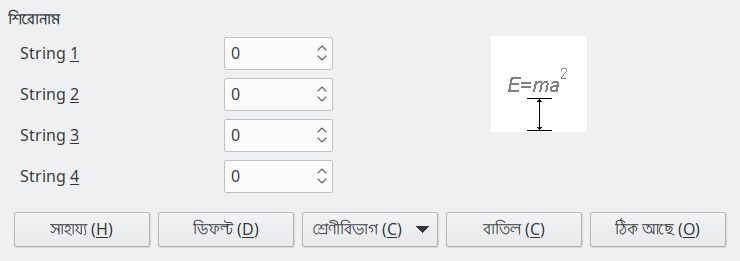 শিরোনাম
String 1 0
E=ma²
String 2 0
String 3 0
String 4 0
সাহায্য (H) ডিফল্ট (D) শ্রেণীবিভাগ (C) বাতিল (C) ঠিক আছে (O)